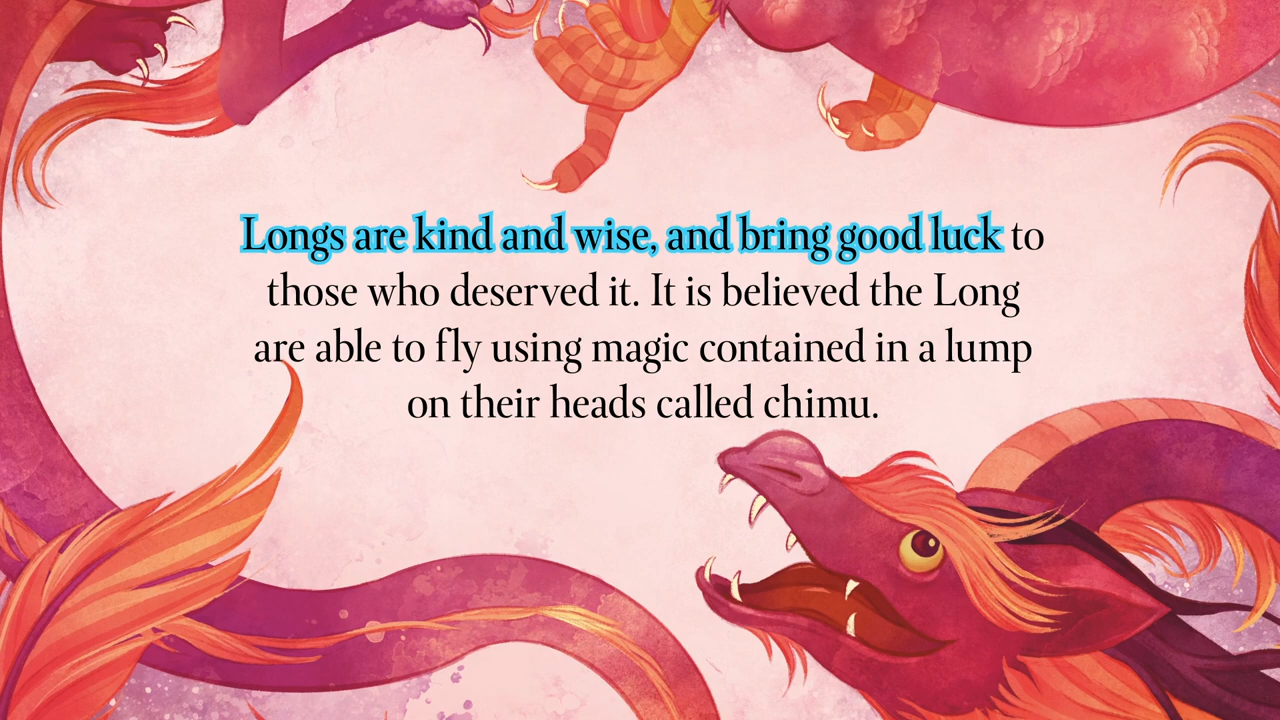 Longs are kind and wise, and bring good luck to
those who deserved it. It is believed the Long
are able to fly using magic contained in a lump
on their heads called chimu.